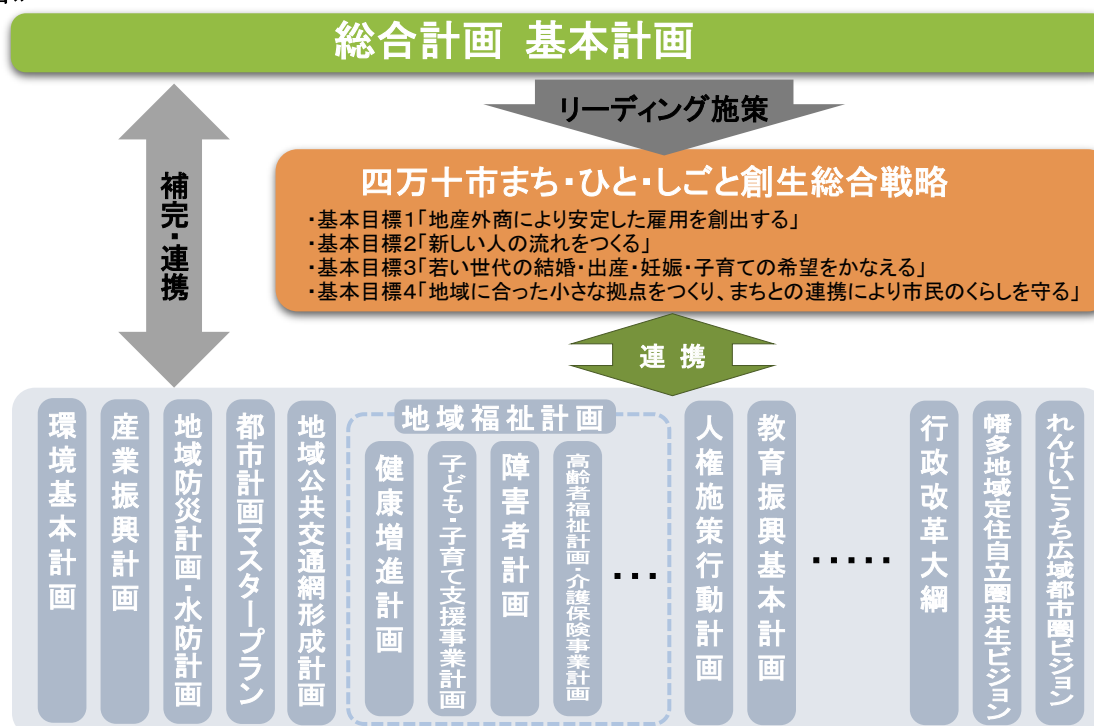 総合計画 基本計画
リーディング施策
補完・連携
四万十市まち・ひと・しごと創生総合戦略
・基本目標1「地産外商により安定した雇用を創出する」
・基本目標2「新しい人の流れをつくる」
・基本目標3「若い世代の結婚・出産・妊娠・子育ての希望をかなえる」
・基本目標4「地域に合った小さな拠点をつくり、まちとの連携により市民のくらしを守る」
連 携
環境基本計画
産業振興計画
地域防災計画・水防計画
都市計画マスタープラン
地域公共交通網形成計画
地域福祉計画
健康増進計画
子ども・子育て支援事業計画
障害者計画
高齢者福祉計画・介護保険事業計画
…
人権施策行動計画
教育振興基本計画
・・・・・
行政改革大綱
幡多地域定住自立圏共生ビジョン
れんけいこうち広域都市圏ビジョン